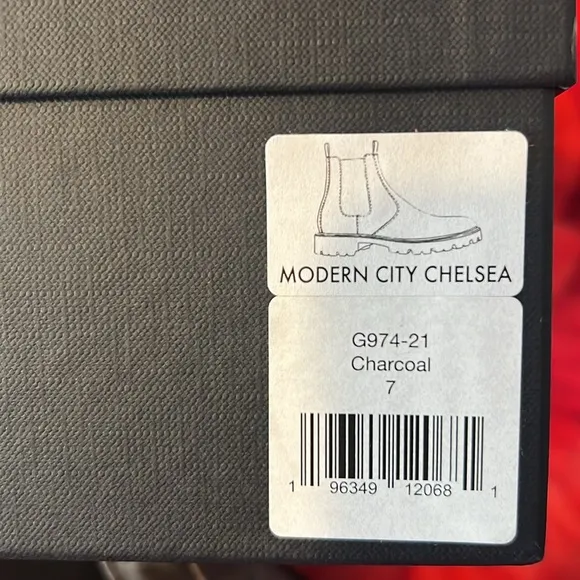 MODERN CITY CHELSEA
G974-21
Charcoal
7
1 96349 12068 1